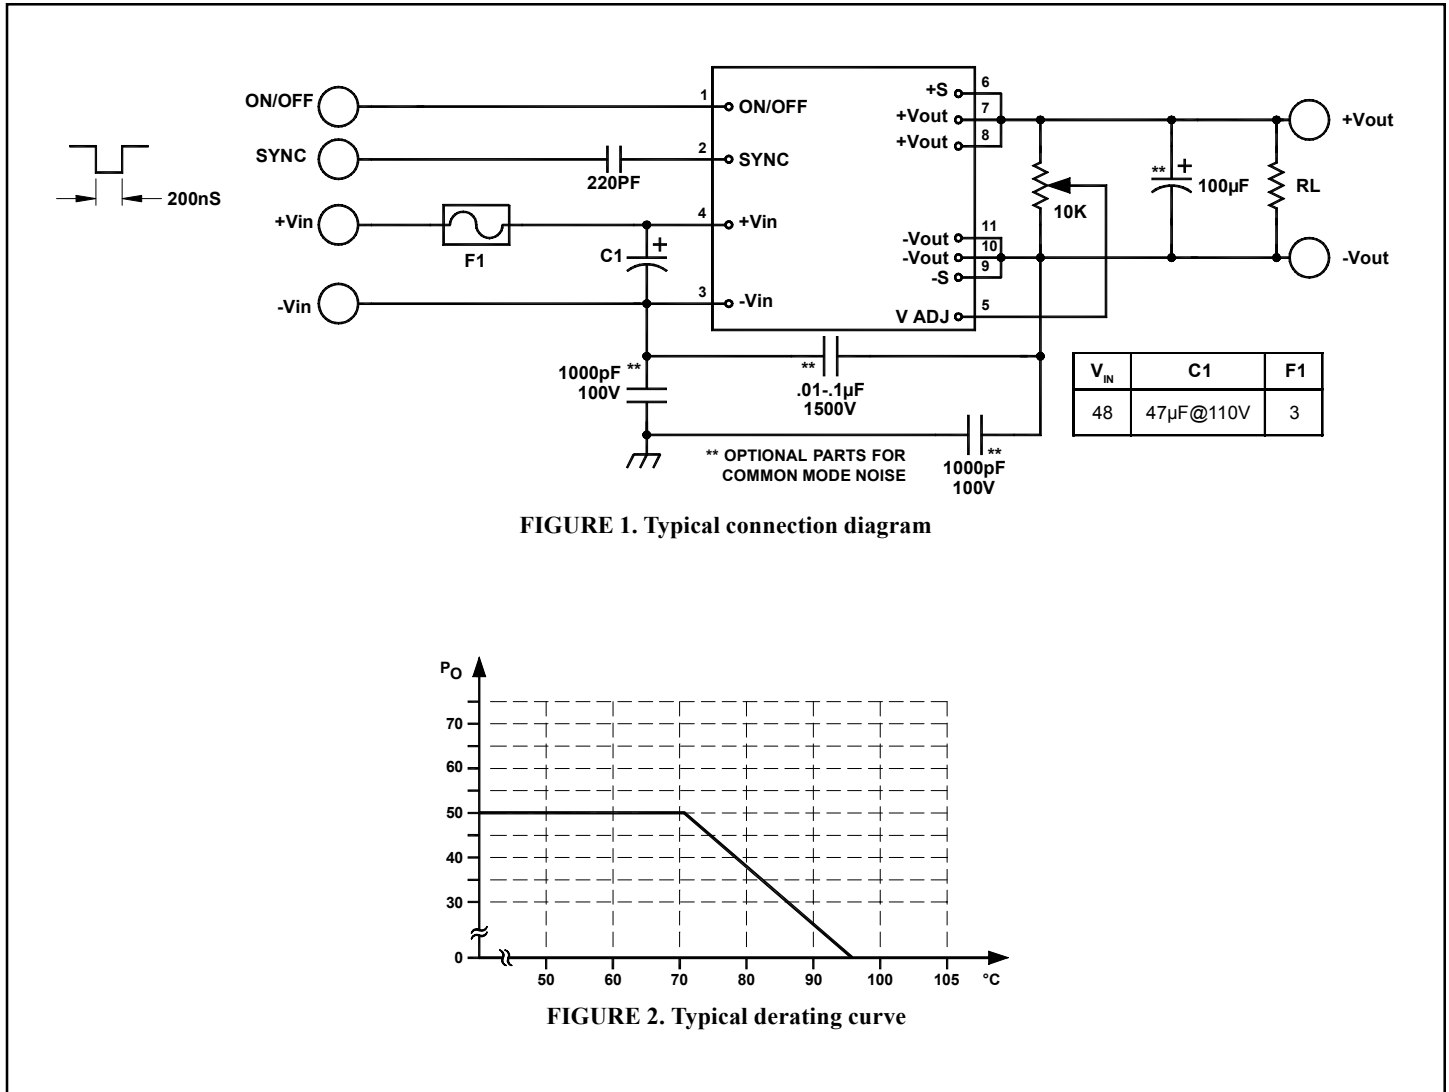 ON/OFF
SYNC
200nS
+Vin
F1
-Vin
220PF
C1
+
1
ON/OFF
2
SYNC
4
+Vin
3
-Vin
+S
6
+Vout
7
+Vout
8
-Vout
11
-Vout
10
-S
9
V ADJ
5
10K
**
+
100µF
RL
+Vout
-Vout
1000pF **
100V
**
.01-.1µF
1500V
** OPTIONAL PARTS FOR
COMMON MODE NOISE
**
1000pF
100V
VIN C1 F1
48 47µF@110V 3
FIGURE 1. Typical connection diagram
PO
70
60
50
40
30
0
50 60 70 80 90 100 105 °C
FIGURE 2. Typical derating curve